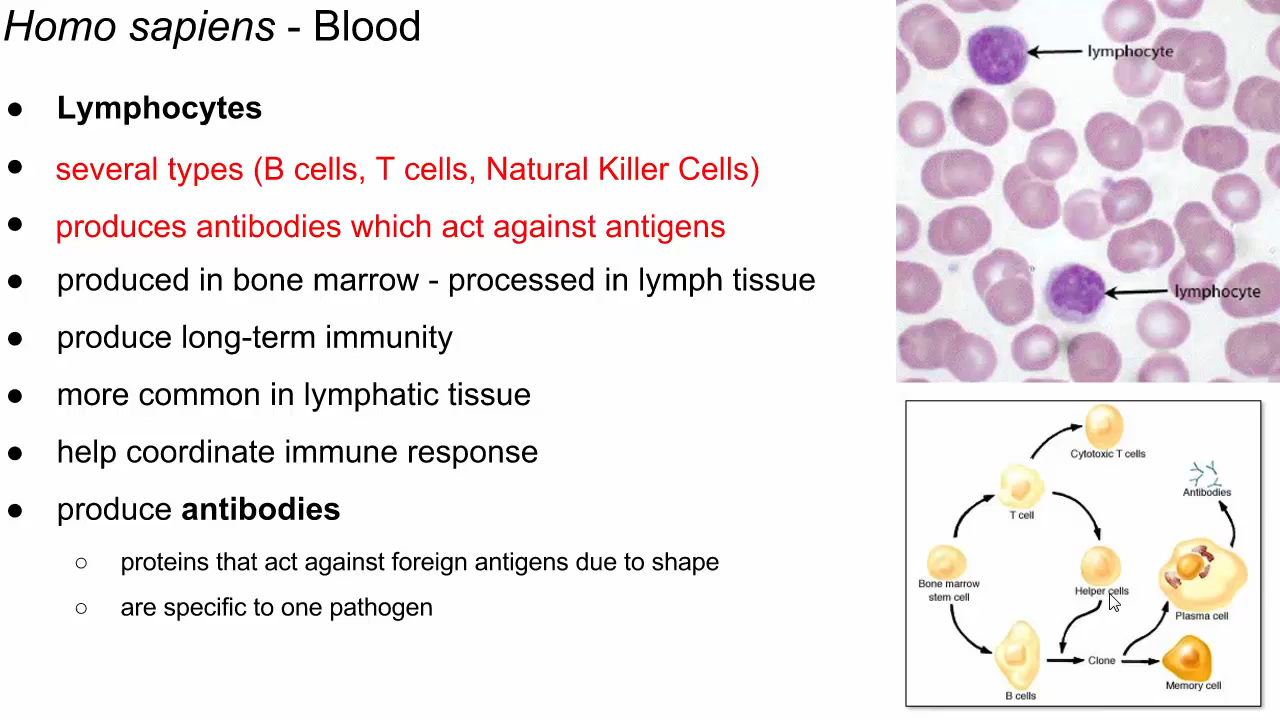 Homo sapiens - Blood
● Lymphocytes
● several types (B cells, T cells, Natural Killer Cells)
● produces antibodies which act against antigens
● produced in bone marrow - processed in lymph tissue
● produce long-term immunity
● more common in lymphatic tissue
● help coordinate immune response
● produce antibodies
○ proteins that act against foreign antigens due to shape
○ are specific to one pathogen
lymphocyte
lymphocyte
Cytotoxic T cells
Antibodies
T cell
Bone marrow
stem cell
Helper cells
Plasma cell
Clone
Memory cell
B cells